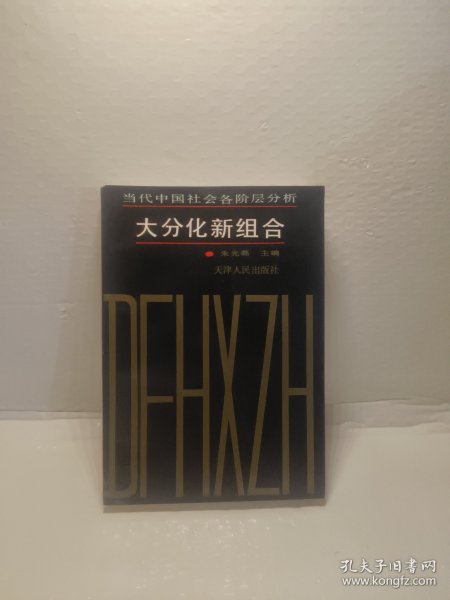 当代中国社会各阶层分析
大分化新组合
朱光磊 主编
天津人民出版社
DFHXZH
孔夫子旧书网
www.kongfz.com